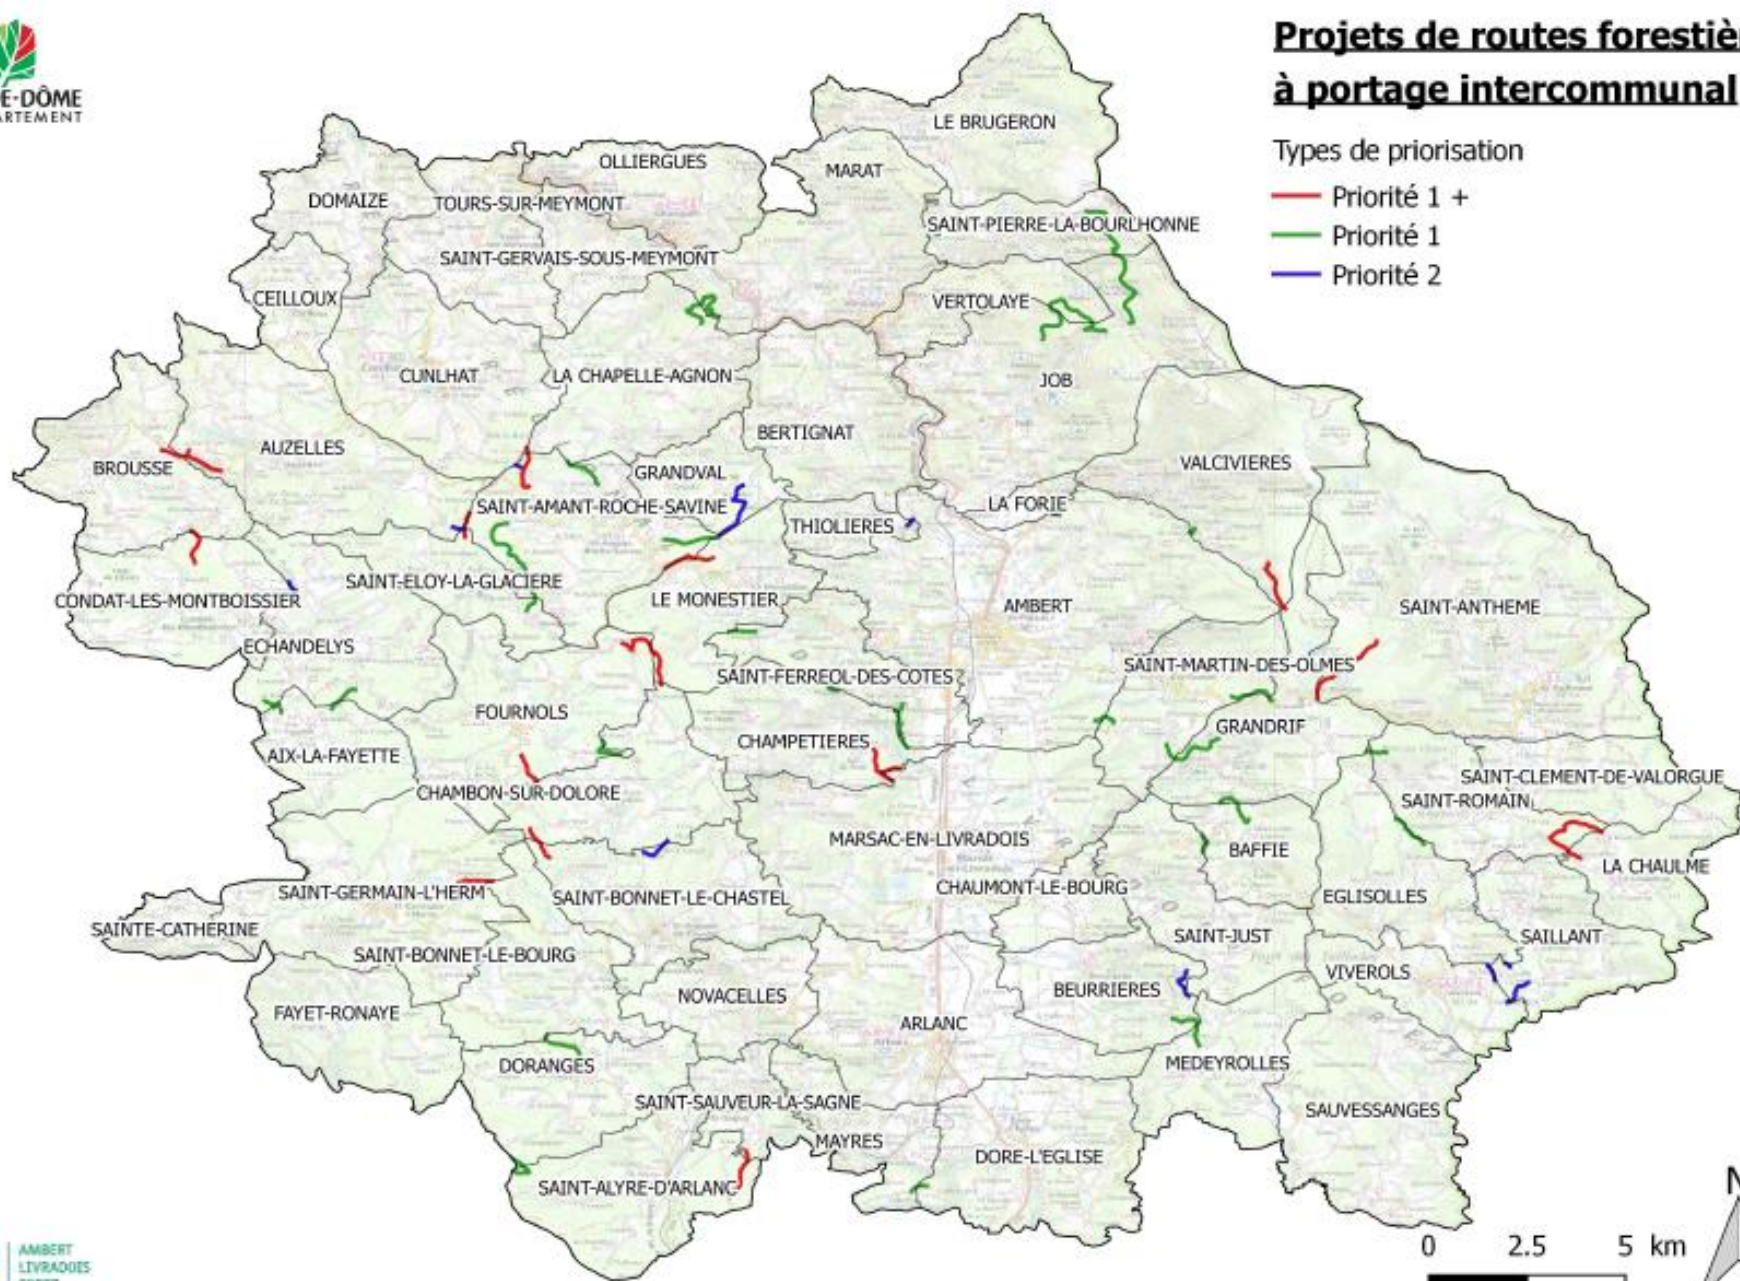 Projets de routes forestièr
à portage intercommunal
Types de priorisation
Priorité 1 +
Priorité 1
Priorité 2
E-DÔME
ARTEMENT
LE BRUGERON
OLLIERGUES
MARAT
DOMAIZE
TOURS-SUR-MEYMONT
SAINT-PIERRE-LA-BOURLHONNE
SAINT-GERVAIS-SOUS-MEYMONT
CEILLOUX
VERTOLAYE
CUNLHAT
LA CHAPELLE-AGNON
JOB
BERTIGNAT
AUZELLES
BROUSSE
GRANDVAL
VALCIVIERES
SAINT-AMANT-ROCHE-SAVINE
LA FORIE
THIOLIERES
SAINT-ELOY-LA-GLACIERE
CONDAT-LES-MONTBOISSIER
LE MONESTIER
AMBERT
SAINT-ANTHEME
ECHANDELYS
SAINT-FERREOL-DES-COTES
SAINT-MARTIN-DES-OLMES
FOURNOLS
GRANDRIF
CHAMPETIERES
AIX-LA-FAYETTE
SAINT-CLEMENT-DE-VALORGUE
CHAMBON-SUR-DOLORE
SAINT-ROMAIN
MARSAC-EN-LIVRADOIS
BAFFIE
LA CHAULME
CHAUMONT-LE-BOURG
SAINT-GERMAIN-L'HERM
SAINT-BONNET-LE-CHASTEL
EGLISOLLES
SAINTE-CATHERINE
SAINT-JUST
SAILLANT
SAINT-BONNET-LE-BOURG
VIVEROLS
BEURRIERES
NOVACELLES
FAYET-RONAYE
ARLANC
DORANGES
MEDEYROLLES
SAINT-SAUVEUR-LA-SAGNE
SAUVESSANGES
MAYRES
DORE-L'EGLISE
SAINT-ALYRE-D'ARLANC
N
0 2.5 5 km
AMBERT
LIVRADOIS